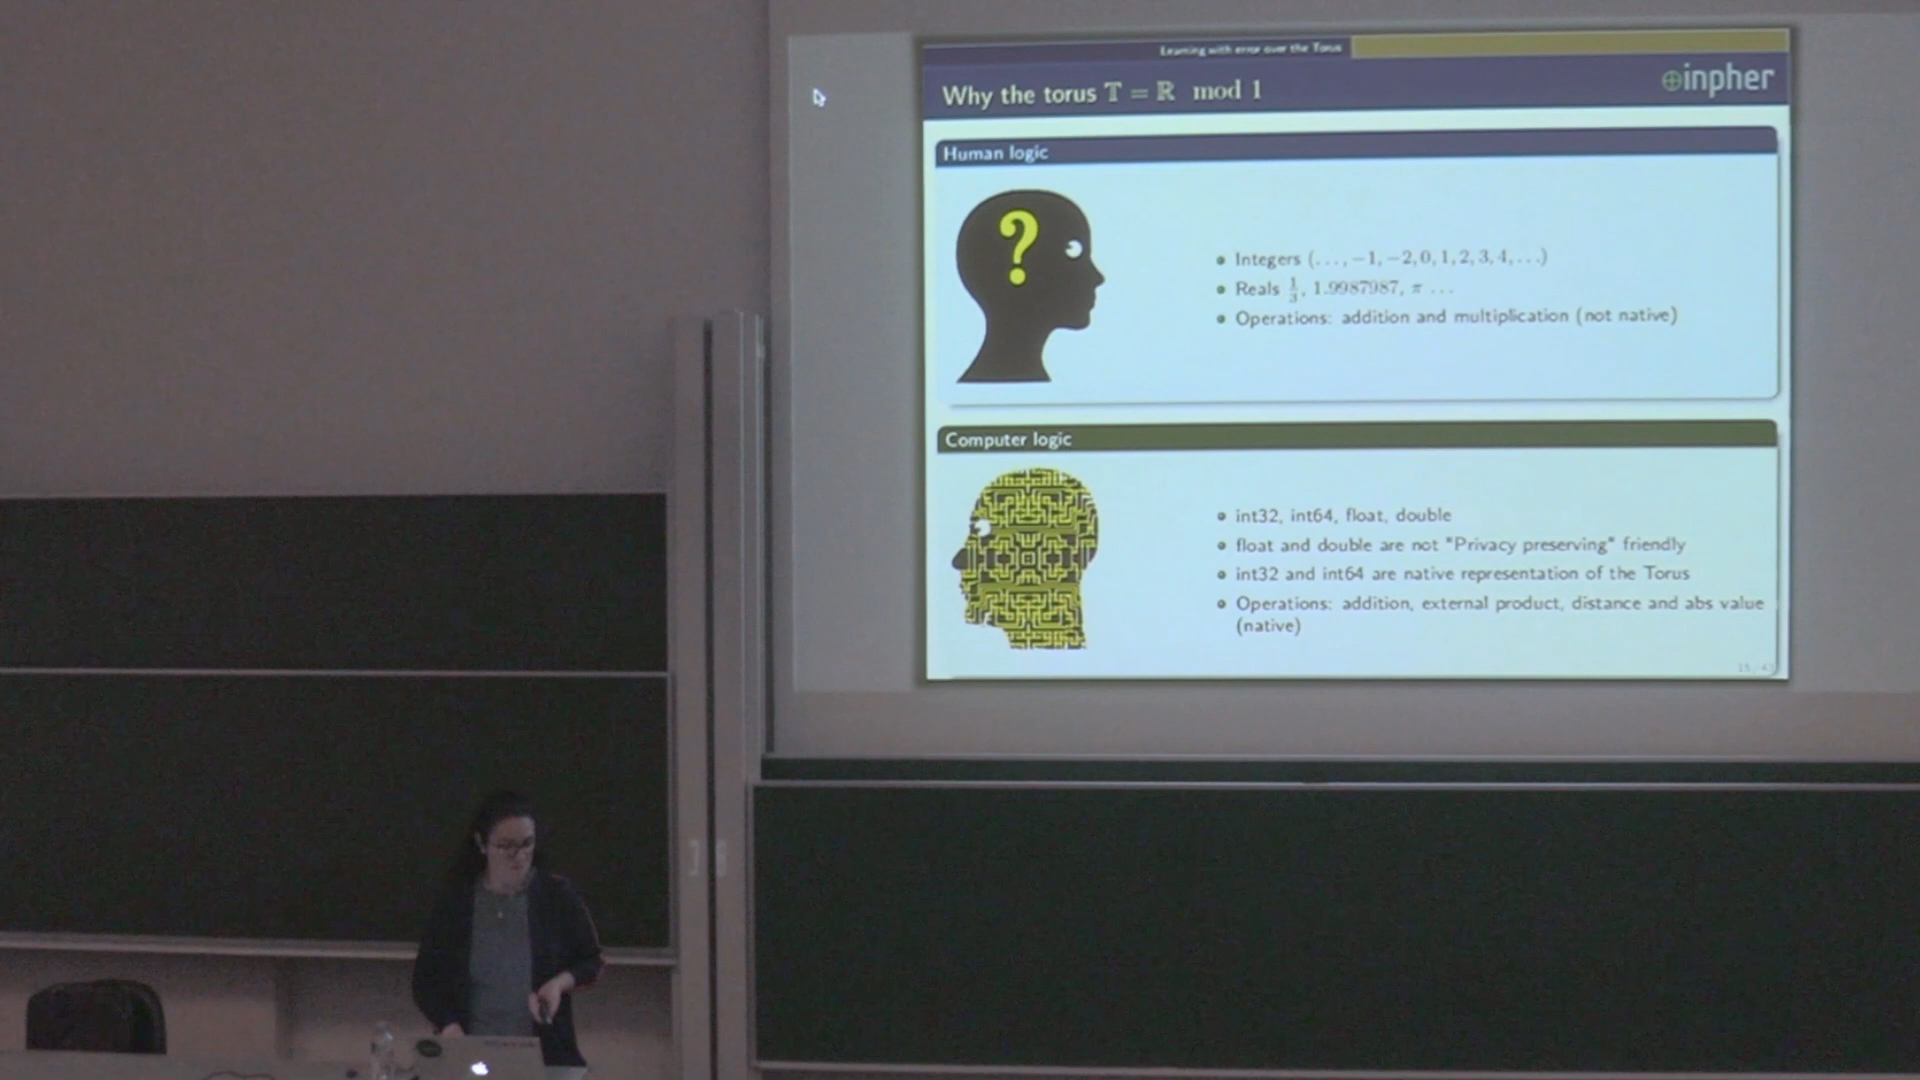 Learning with error over the Torus
Why the torus 𝕋 = ℝ mod 1
inpher
Human logic
?
Integers (..., −1, −2, 0, 1, 2, 3, 4, ...)
Reals 1/3, 1.9987987, π ...
Operations: addition and multiplication (not native)
Computer logic
int32, int64, float, double
float and double are not "Privacy preserving" friendly
int32 and int64 are native representation of the Torus
Operations: addition, external product, distance and abs value
(native)